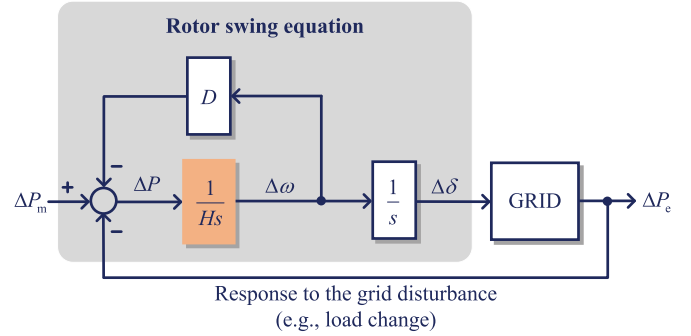 Rotor swing equation
D
−
ΔP
Δω
Δδ
+
ΔPₘ
1
Hs
1
s
GRID
ΔPₑ
−
Response to the grid disturbance
(e.g., load change)